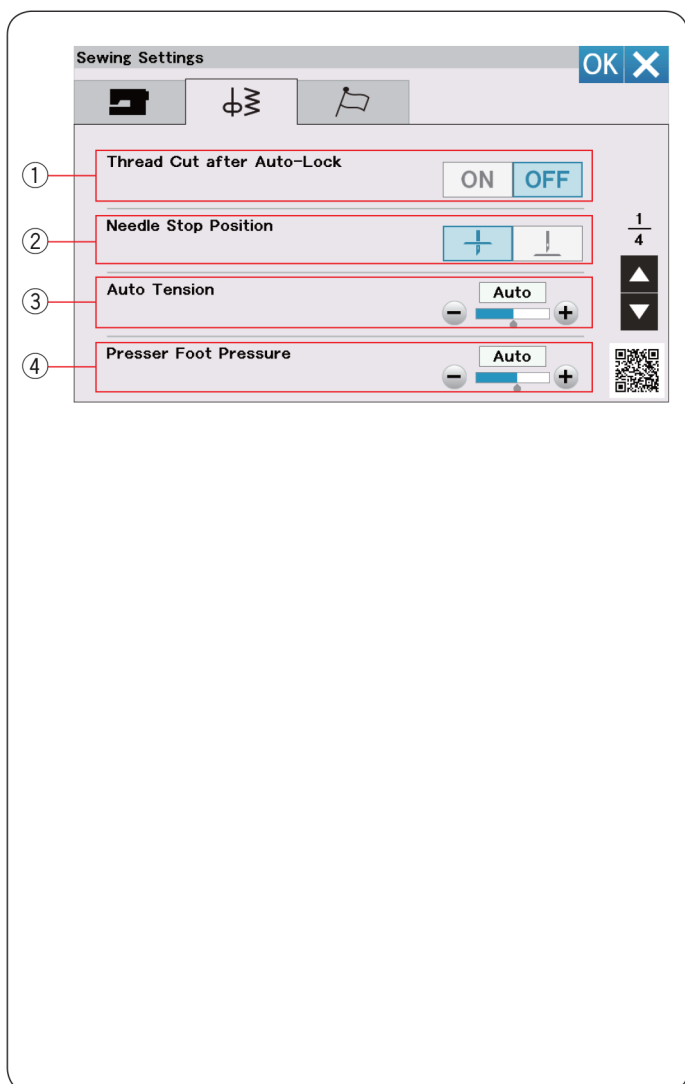 Sewing Settings
OK
① Thread Cut after Auto-Lock
ON OFF
② Needle Stop Position
1
4
③ Auto Tension
Auto
④ Presser Foot Pressure
Auto